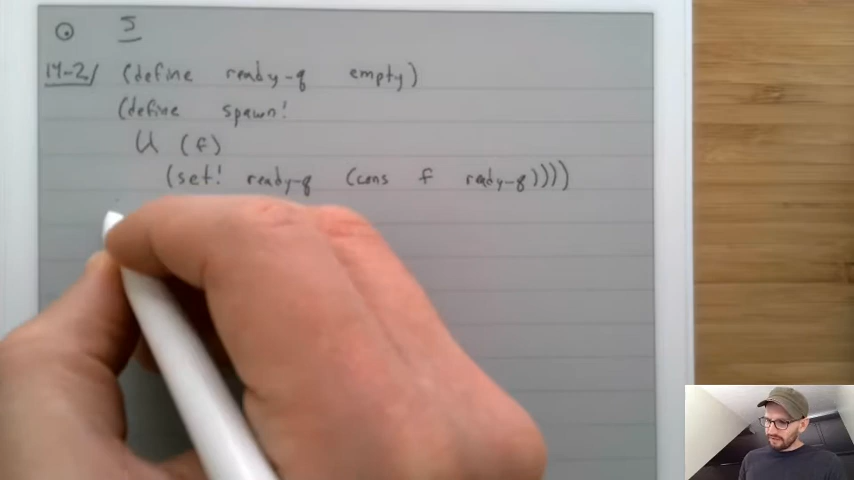 5
14-2/ (define ready-q empty)
(define spawn!
(λ (f)
(set! ready-q (cons f ready-q))))